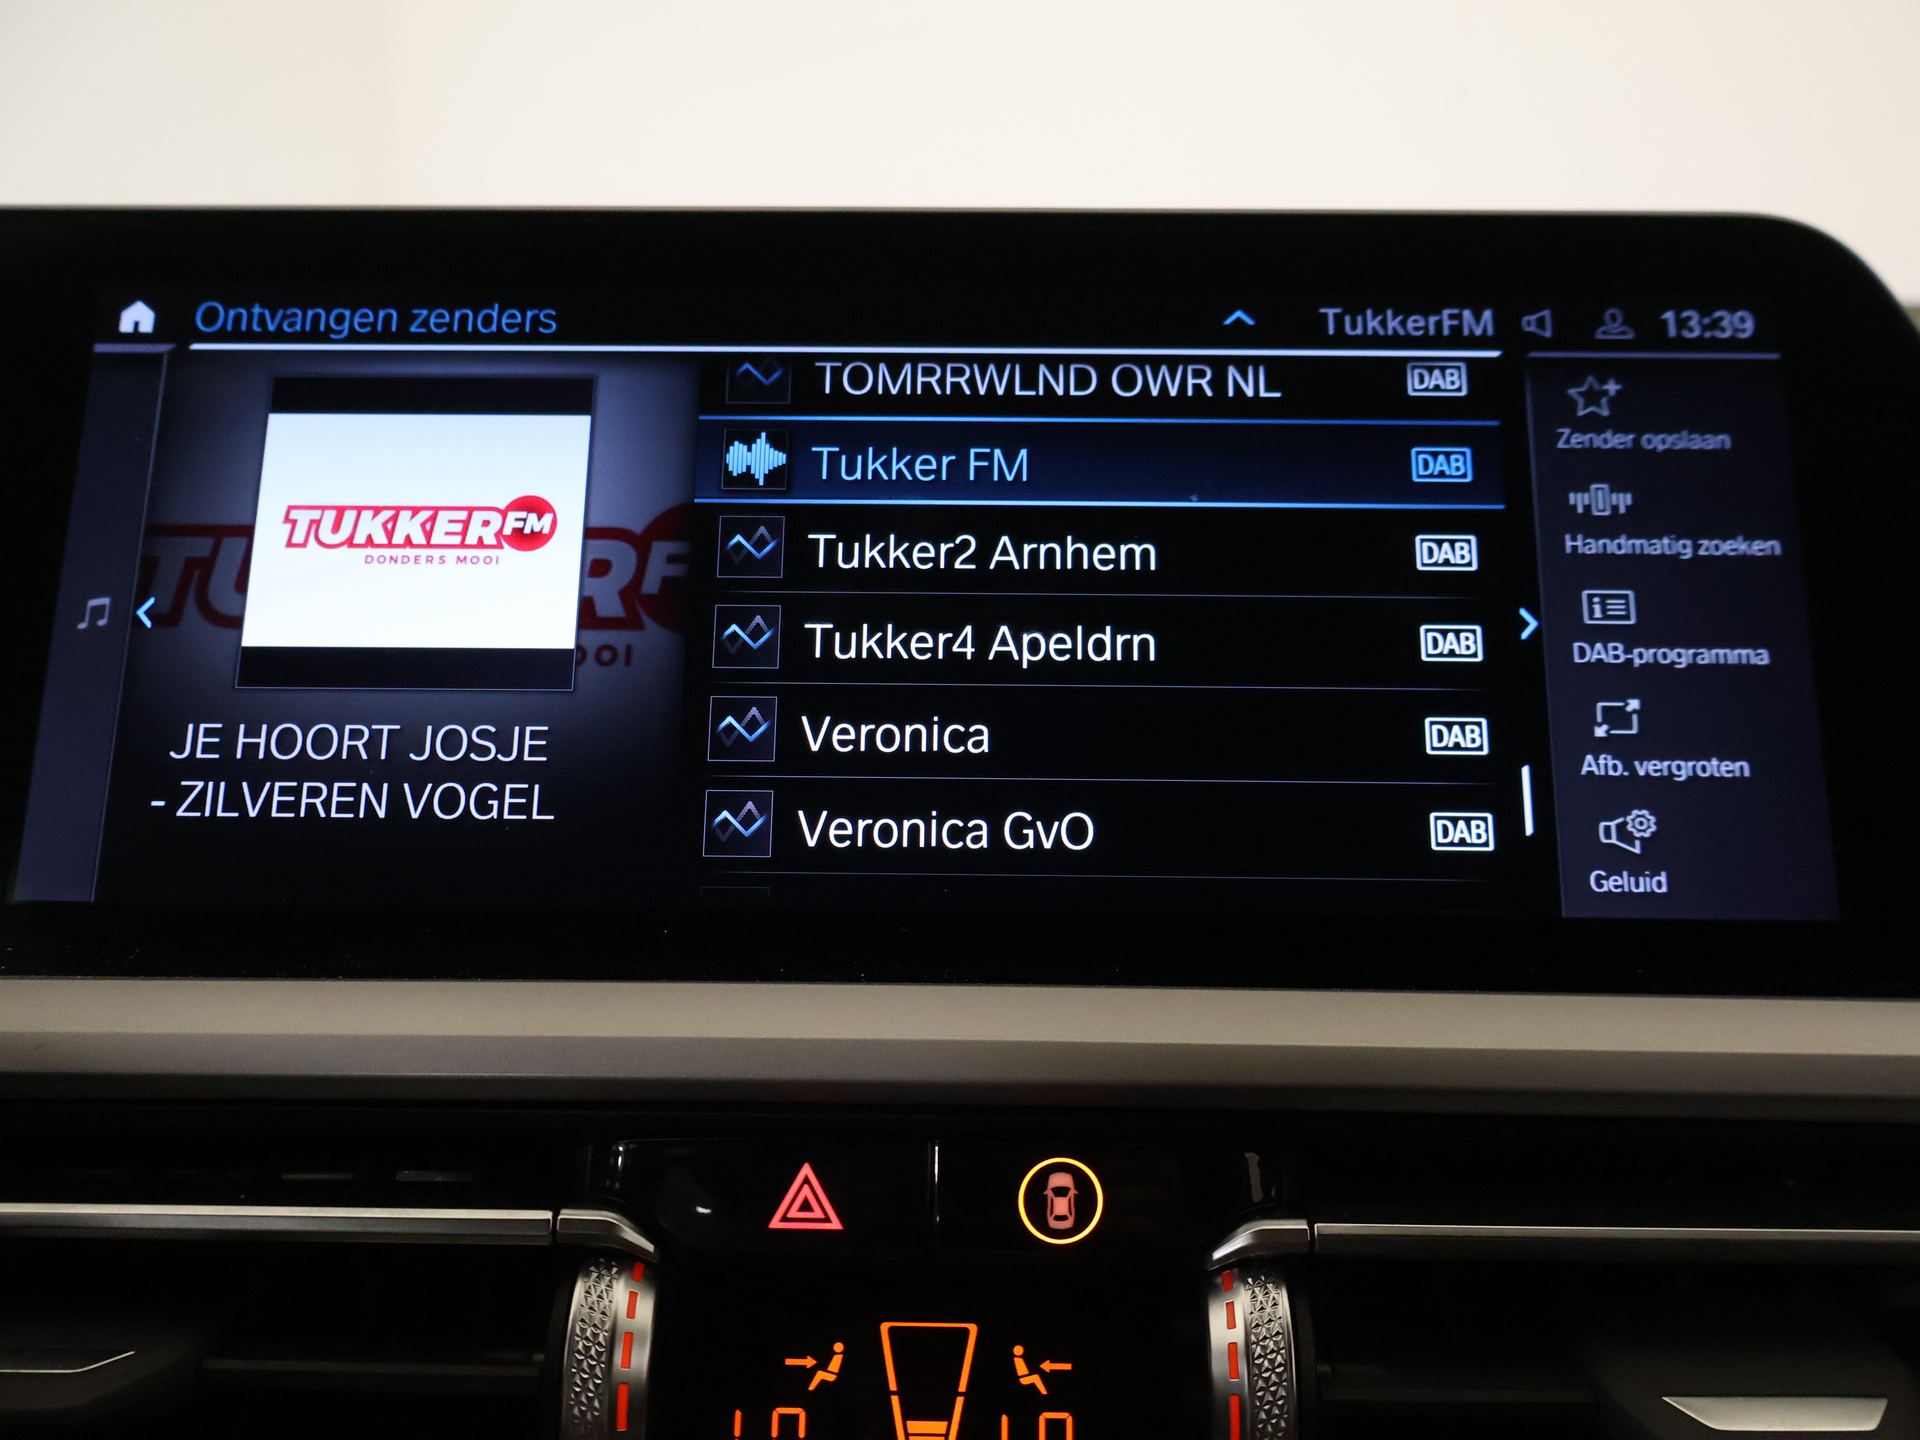 Ontvangen zenders
TukkerFM
13:39
TUKKERFM
DONDERS MOOI
JE HOORT JOSJE
- ZILVEREN VOGEL
TOMRRWLND OWR NL DAB
Tukker FM DAB
Tukker2 Arnhem DAB
Tukker4 Apeldrn DAB
Veronica DAB
Veronica GvO DAB
Zender opslaan
Handmatig zoeken
DAB-programma
Afb. vergroten
Geluid